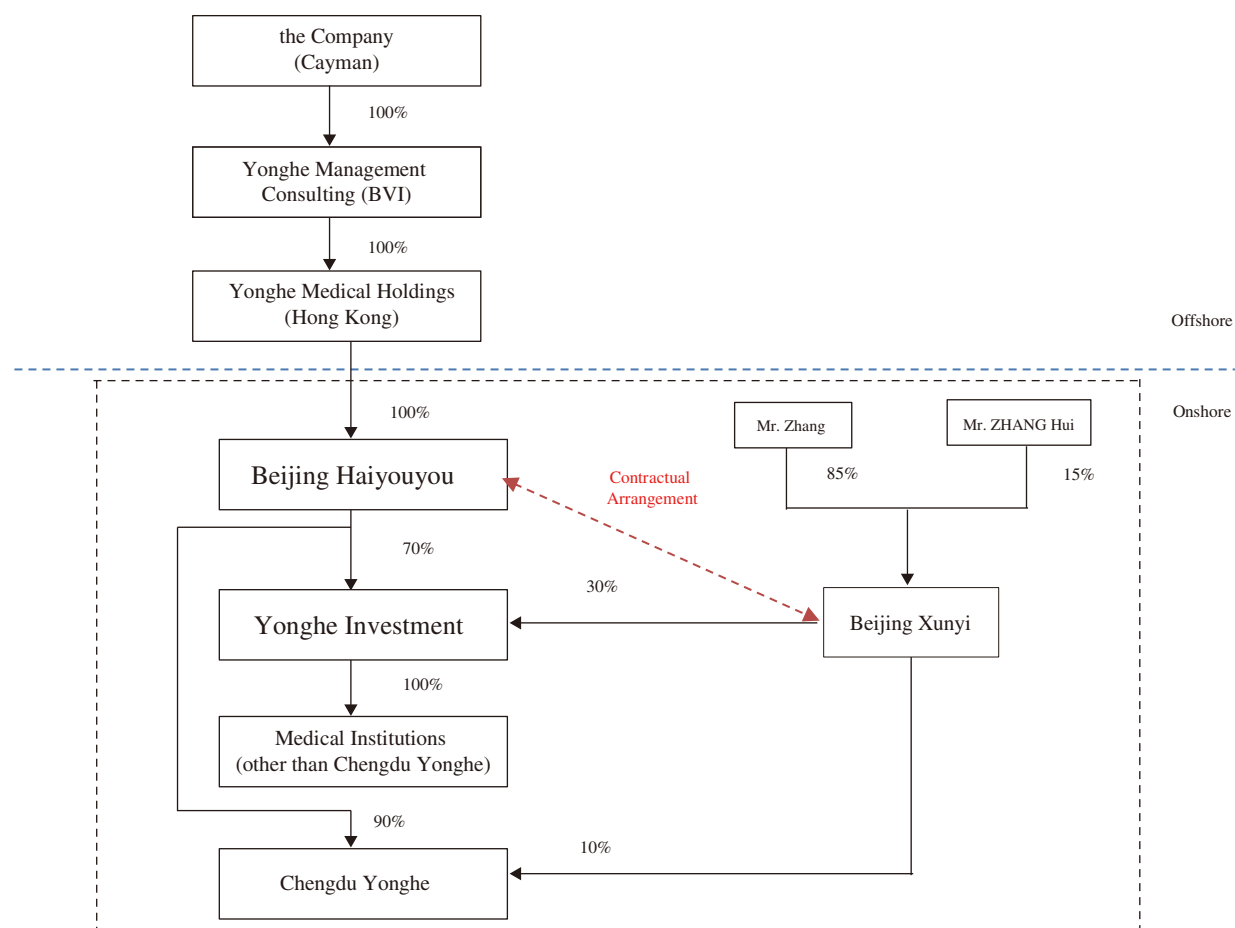 the Company
(Cayman)
100%
Yonghe Management
Consulting (BVI)
100%
Yonghe Medical Holdings
(Hong Kong)
Offshore
Onshore
100%
Mr. Zhang
Mr. ZHANG Hui
85%
15%
Beijing Haiyouyou
Contractual
Arrangement
70%
30%
Yonghe Investment
Beijing Xunyi
100%
Medical Institutions
(other than Chengdu Yonghe)
90%
10%
Chengdu Yonghe